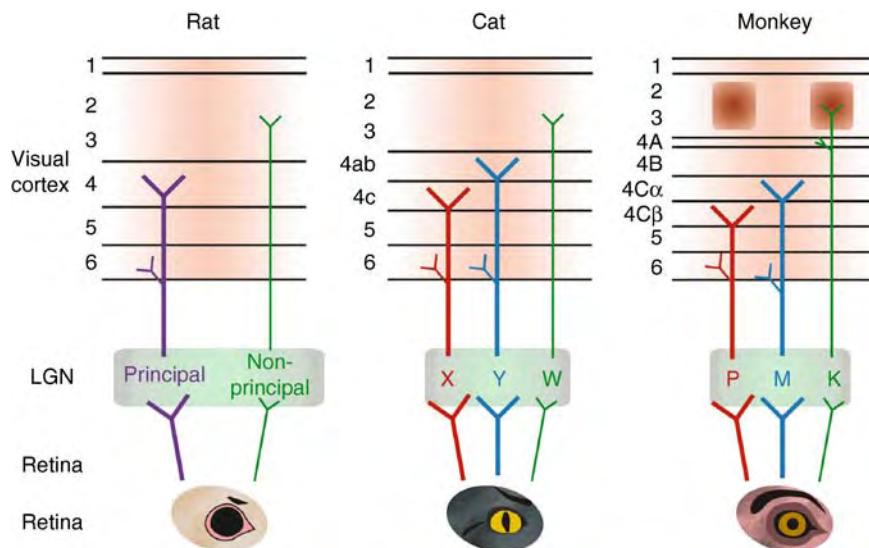 Rat
Cat
Monkey
Visual
cortex
1
2
3
4
5
6
1
2
3
4ab
4c
5
6
1
2
3
4A
4B
4Cα
4Cβ
5
6
LGN
Principal
Non-
principal
X Y W
P M K
Retina
Retina